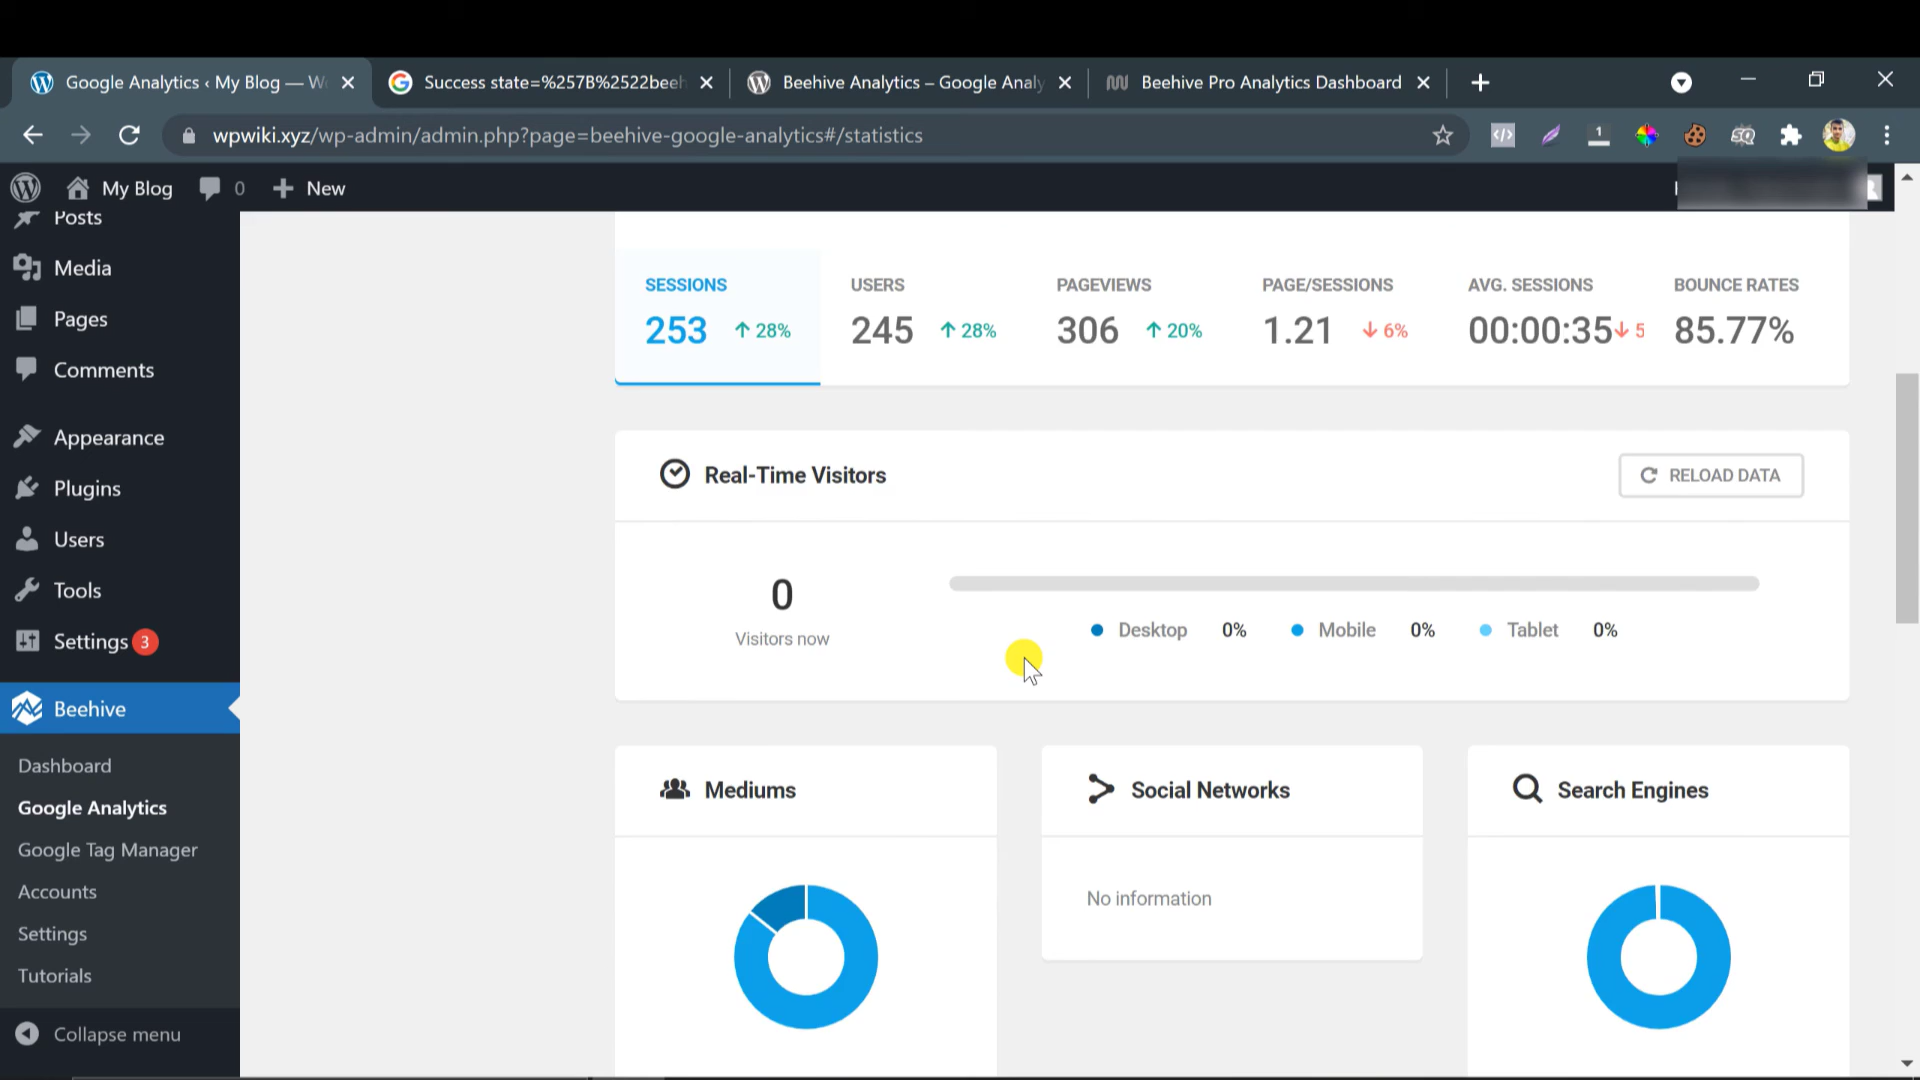 Google Analytics ‹ My Blog — W
Success state=%257B%2522beeh
Beehive Analytics – Google Analy
Beehive Pro Analytics Dashboard
wpwiki.xyz/wp-admin/admin.php?page=beehive-google-analytics#/statistics
My Blog
0
New
Posts
Media
Pages
Comments
Appearance
Plugins
Users
Tools
Settings 3
Beehive
Dashboard
Google Analytics
Google Tag Manager
Accounts
Settings
Tutorials
Collapse menu
SESSIONS
253 28%
USERS
245 28%
PAGEVIEWS
306 20%
PAGE/SESSIONS
1.21 6%
AVG. SESSIONS
00:00:35 5
BOUNCE RATES
85.77%
Real-Time Visitors
RELOAD DATA
0
Visitors now
Desktop 0%
Mobile 0%
Tablet 0%
Mediums
Social Networks
No information
Search Engines